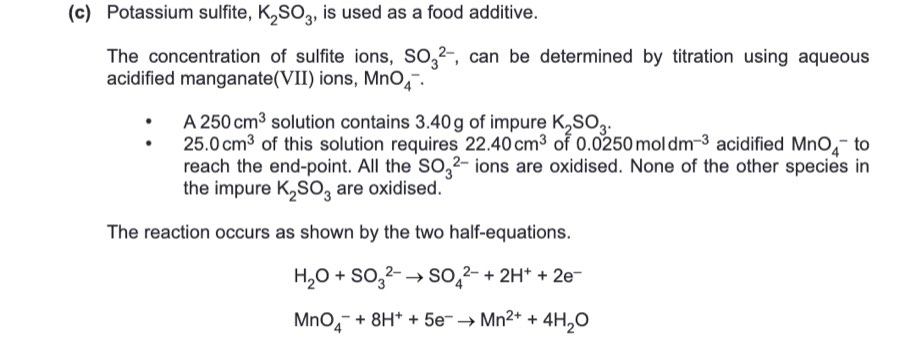 (c) Potassium sulfite, K₂SO₃, is used as a food additive.
The concentration of sulfite ions, SO₃²⁻, can be determined by titration using aqueous
acidified manganate(VII) ions, MnO₄⁻.
• A 250 cm³ solution contains 3.40 g of impure K₂SO₃.
• 25.0 cm³ of this solution requires 22.40 cm³ of 0.0250 mol dm⁻³ acidified MnO₄⁻ to
reach the end-point. All the SO₃²⁻ ions are oxidised. None of the other species in
the impure K₂SO₃ are oxidised.
The reaction occurs as shown by the two half-equations.
H₂O + SO₃²⁻ → SO₄²⁻ + 2H⁺ + 2e⁻
MnO₄⁻ + 8H⁺ + 5e⁻ → Mn²⁺ + 4H₂O